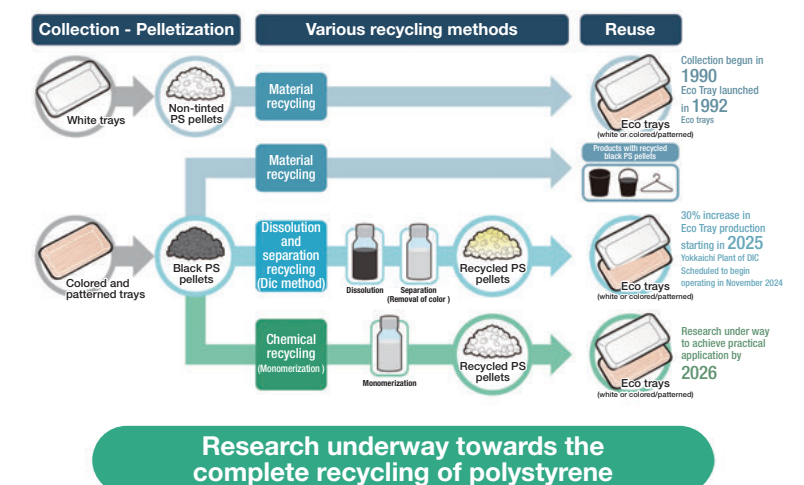 Collection - Pelletization
Various recycling methods
Reuse
White trays
Non-tinted
PS pellets
Material
recycling
Eco trays
(white or colored/patterned)
Collection begun in
1990
Eco Tray launched
in 1992
Eco trays
Material
recycling
Products with recycled
black PS pellets
Colored and
patterned trays
Black PS
pellets
Dissolution
and
separation
recycling
(Dic method)
Dissolution
Separation
(Removal of color )
Recycled PS
pellets
Eco trays
(white or colored/patterned)
30% increase in
Eco Tray production
starting in 2025
Yokkaichi Plant of DIC
Scheduled to begin
operating in November 2024
Chemical
recycling
(Monomerization )
Monomerization
Recycled PS
pellets
Eco trays
(white or colored/patterned)
Research under way
to achieve practical
application by
2026
Research underway towards the
complete recycling of polystyrene